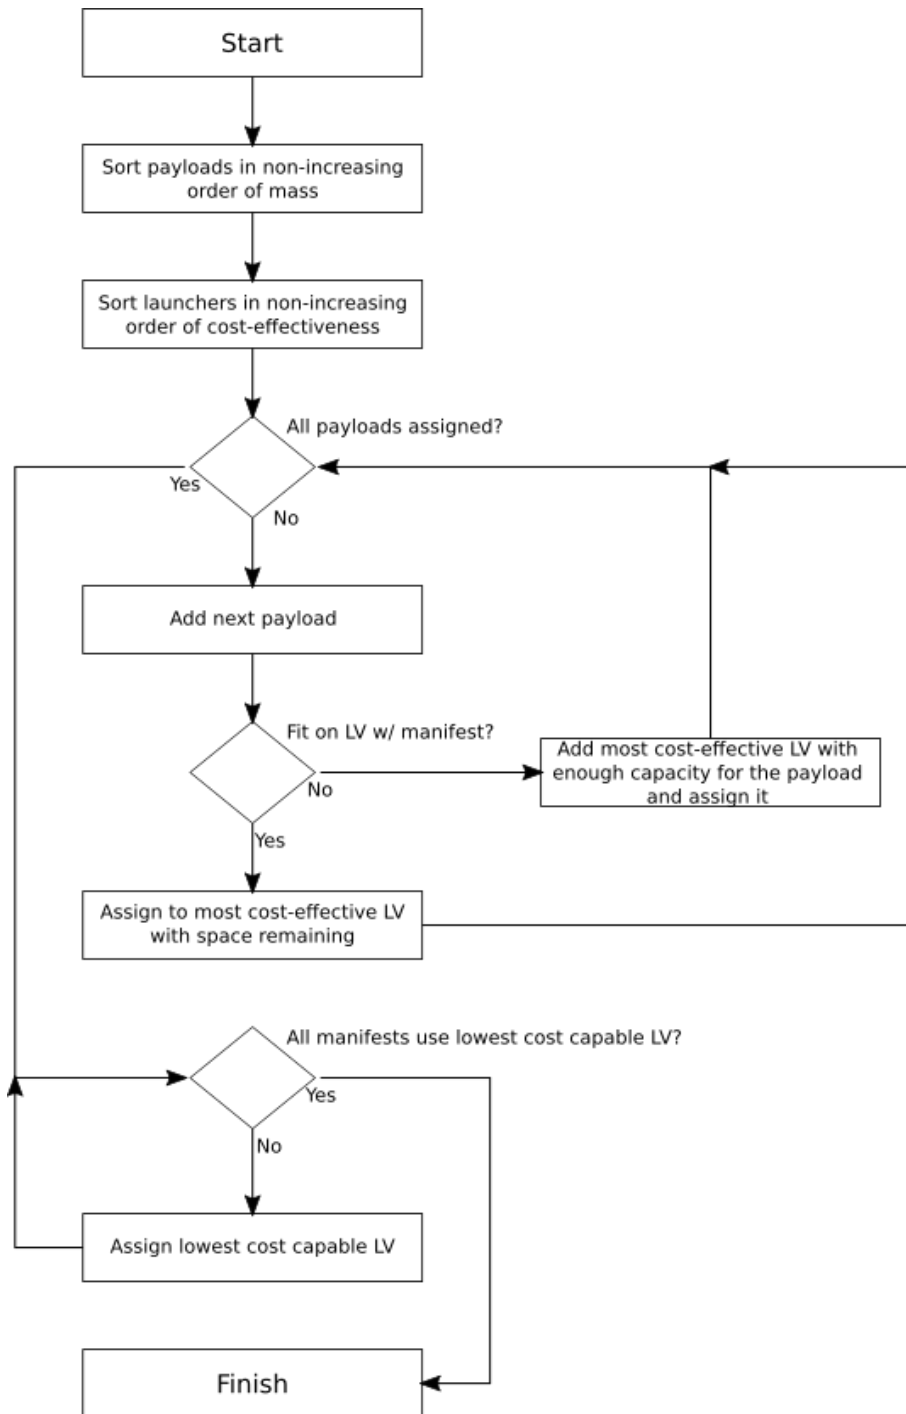 Start
Sort payloads in non-increasing
order of mass
Sort launchers in non-increasing
order of cost-effectiveness
All payloads assigned?
Yes
No
Add next payload
Fit on LV w/ manifest?
No
Yes
Add most cost-effective LV with
enough capacity for the payload
and assign it
Assign to most cost-effective LV
with space remaining
All manifests use lowest cost capable LV?
Yes
No
Assign lowest cost capable LV
Finish